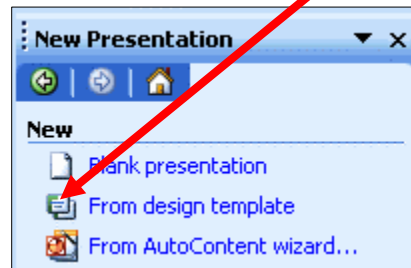 New Presentation
New
Blank presentation
From design template
From AutoContent wizard...